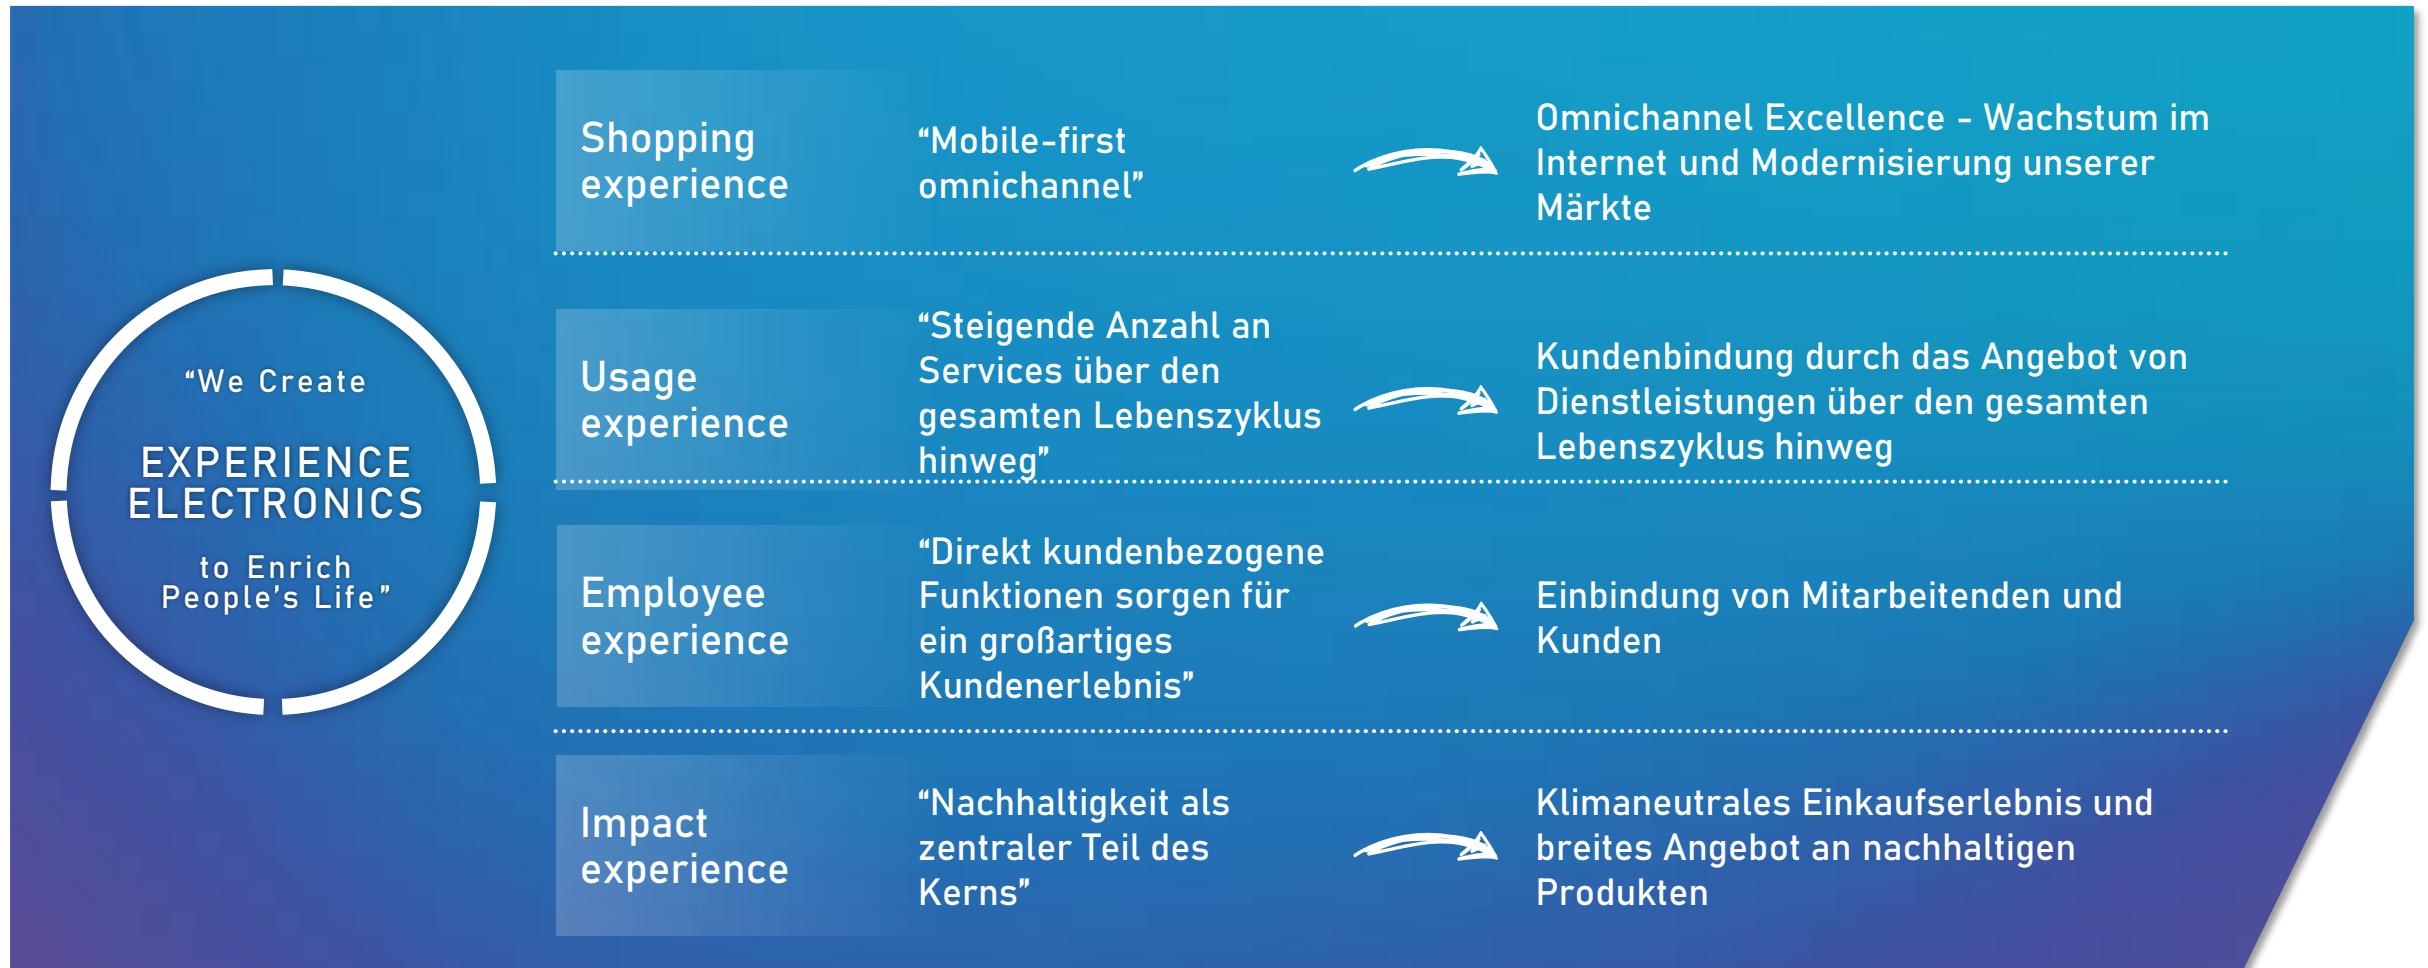 “We Create
EXPERIENCE
ELECTRONICS
to Enrich
People’s Life”
Shopping
experience
“Mobile-first
omnichannel”
Omnichannel Excellence - Wachstum im
Internet und Modernisierung unserer
Märkte
Usage
experience
“Steigende Anzahl an
Services über den
gesamten Lebenszyklus
hinweg”
Kundenbindung durch das Angebot von
Dienstleistungen über den gesamten
Lebenszyklus hinweg
Employee
experience
“Direkt kundenbezogene
Funktionen sorgen für
ein großartiges
Kundenerlebnis”
Einbindung von Mitarbeitenden und
Kunden
Impact
experience
“Nachhaltigkeit als
zentraler Teil des
Kerns”
Klimaneutrales Einkaufserlebnis und
breites Angebot an nachhaltigen
Produkten